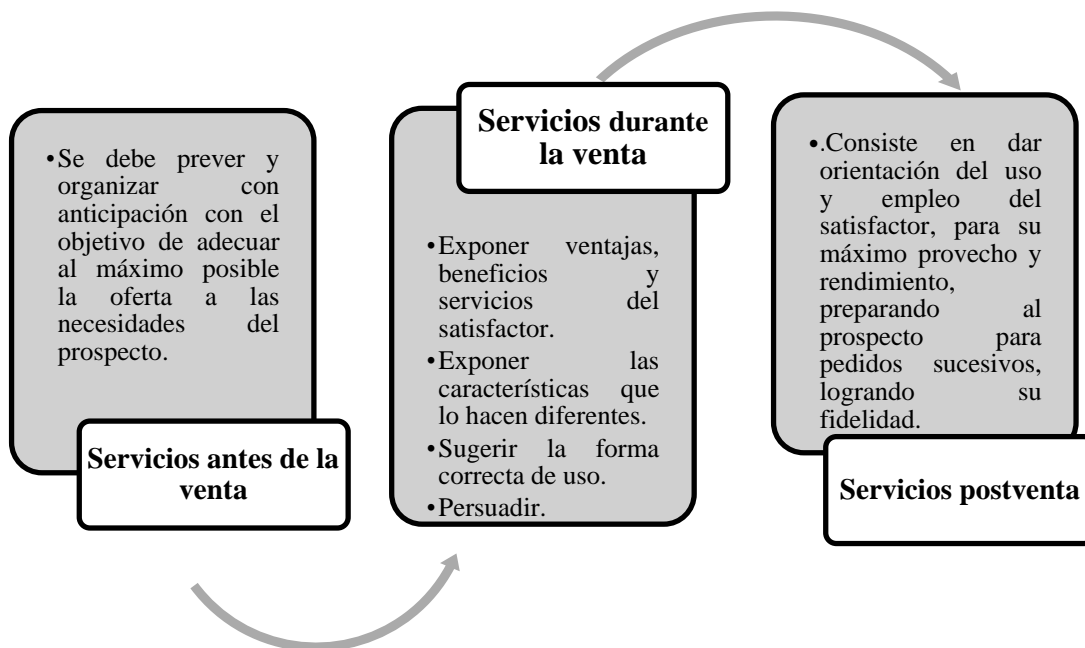 •Se debe prever y
organizar con
anticipación con el
objetivo de adecuar
al máximo posible
la oferta a las
necesidades del
prospecto.
Servicios antes de la
venta
Servicios durante
la venta
•Exponer ventajas,
beneficios y
servicios del
satisfactor.
•Exponer las
características que
lo hacen diferentes.
•Sugerir la forma
correcta de uso.
•Persuadir.
•.Consiste en dar
orientación del uso
y empleo del
satisfactor, para su
máximo provecho y
rendimiento,
preparando al
prospecto para
pedidos sucesivos,
logrando su
fidelidad.
Servicios postventa